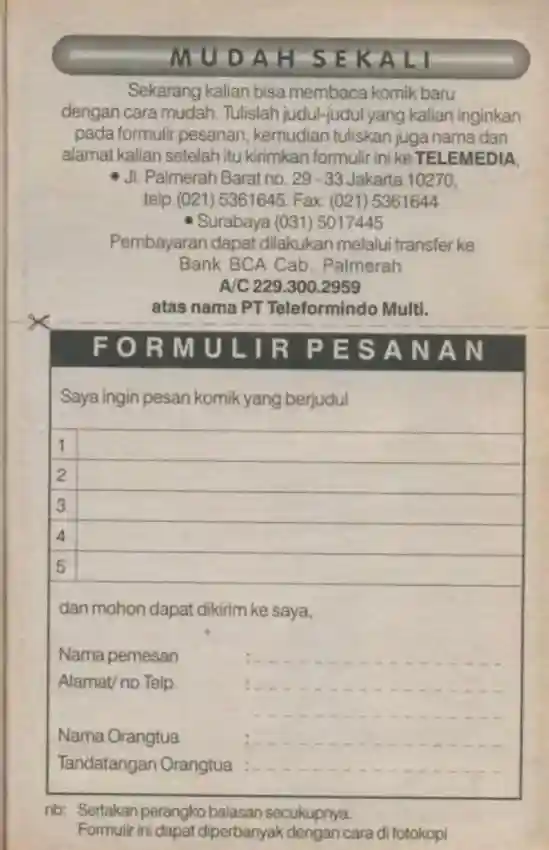 MUDAH SEKALI
Sekarang kalian bisa membaca komik baru
dengan cara mudah. Tulislah judul-judul yang kalian inginkan
pada formulir pesanan, kemudian tuliskan juga nama dan
alamat kalian setelah itu kirimkan formulir ini ke TELEMEDIA,
• Jl. Palmerah Barat no. 29 - 33 Jakarta 10270,
telp (021) 5361645. Fax. (021) 5361644
• Surabaya (031) 5017445
Pembayaran dapat dilakukan melalui transfer ke
Bank BCA Cab. Palmerah
A/C 229.300.2959
atas nama PT Teleformindo Multi.
FORMULIR PESANAN
Saya ingin pesan komik yang berjudul
1
2
3
4
5
dan mohon dapat dikirim ke saya,
Nama pemesan :
Alamat/ no Telp. :
Nama Orangtua :
Tandatangan Orangtua :
nb: Sertakan perangko balasan secukupnya.
Formulir ini dapat diperbanyak dengan cara di fotokopi